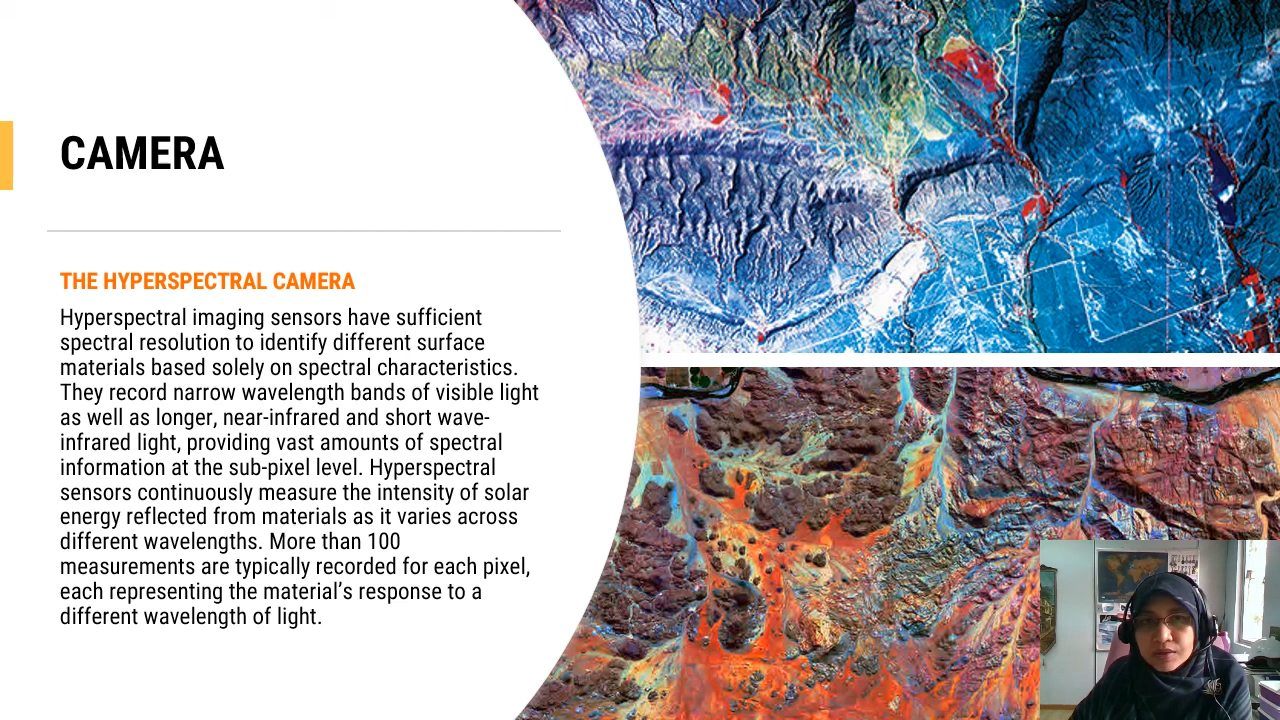 CAMERA
THE HYPERSPECTRAL CAMERA
Hyperspectral imaging sensors have sufficient
spectral resolution to identify different surface
materials based solely on spectral characteristics.
They record narrow wavelength bands of visible light
as well as longer, near-infrared and short wave-
infrared light, providing vast amounts of spectral
information at the sub-pixel level. Hyperspectral
sensors continuously measure the intensity of solar
energy reflected from materials as it varies across
different wavelengths. More than 100
measurements are typically recorded for each pixel,
each representing the material’s response to a
different wavelength of light.